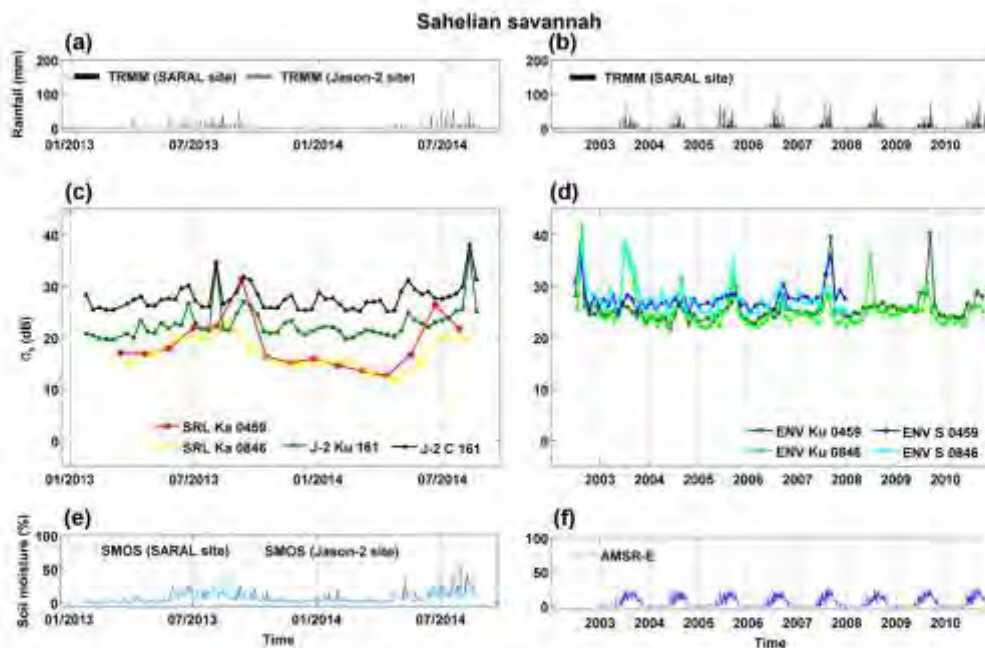 Sahelian savannah
(a)
(b)
Rainfall (mm)
200
100
0
TRMM (SARAL site) TRMM (Jason-2 site)
01/2013 07/2013 01/2014 07/2014
200
100
0
TRMM (SARAL site)
2003 2004 2005 2006 2007 2008 2009 2010
(c)
(d)
σ₀ (dB)
40
30
20
10
0
SRL Ka 0459
SRL Ka 0846 J-2 Ku 161 J-2 C 161
01/2013 07/2013 01/2014 07/2014
40
30
20
10
0
ENV Ku 0459 ENV S 0459
ENV Ku 0846 ENV S 0846
2003 2004 2005 2006 2007 2008 2009 2010
(e)
(f)
Soil moisture (%)
100
50
0
SMOS (SARAL site) SMOS (Jason-2 site)
01/2013 07/2013 01/2014 07/2014
Time
100
50
0
AMSR-E
2003 2004 2005 2006 2007 2008 2009 2010
Time